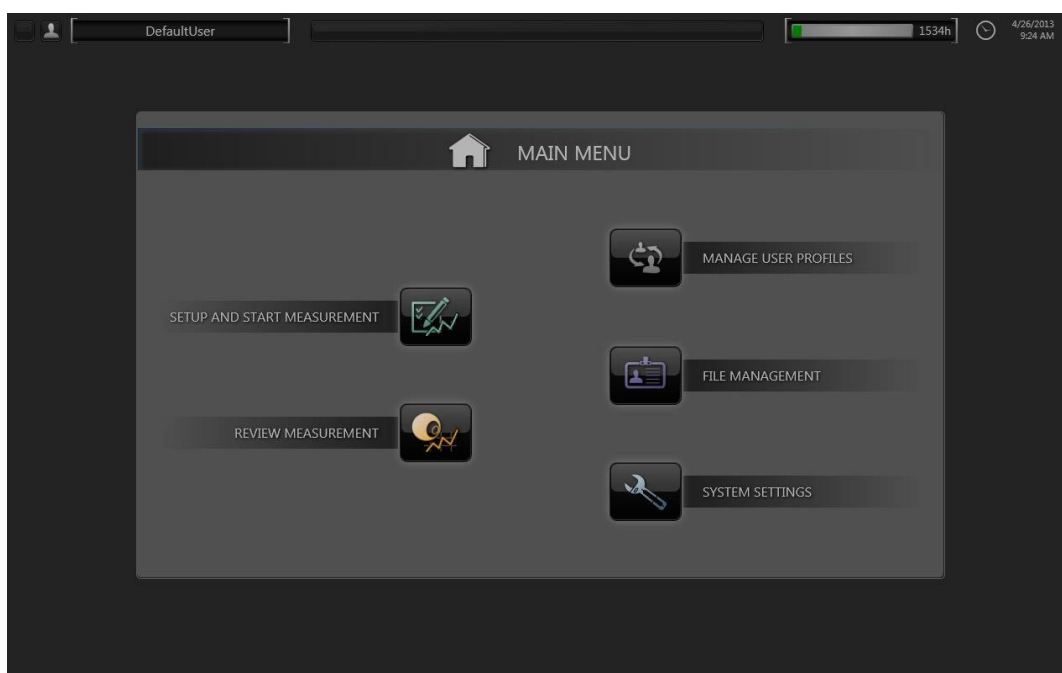 DefaultUser
1534h
4/26/2013
9:24 AM
MAIN MENU
MANAGE USER PROFILES
SETUP AND START MEASUREMENT
FILE MANAGEMENT
REVIEW MEASUREMENT
SYSTEM SETTINGS